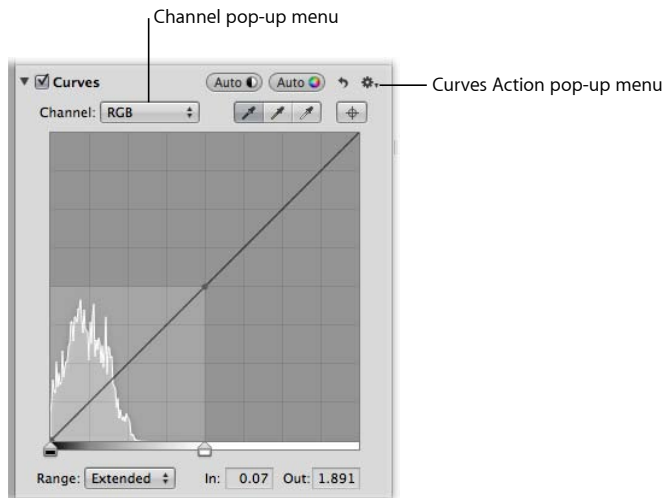 Channel pop-up menu
Curves Auto Auto
Curves Action pop-up menu
Channel: RGB
Range: Extended In: 0.07 Out: 1.891